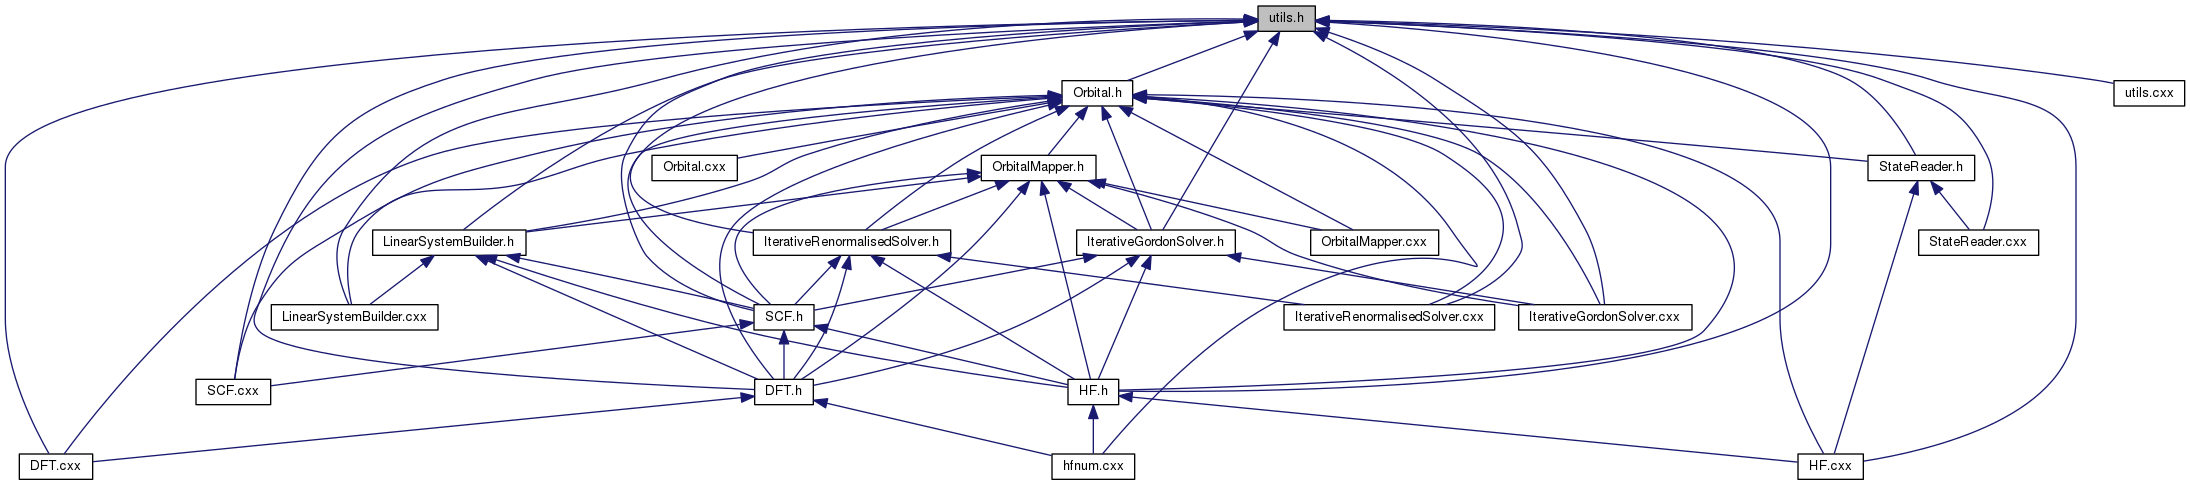 utils.h
Orbital.h
utils.cxx
Orbital.cxx
OrbitalMapper.h
StateReader.h
LinearSystemBuilder.h
IterativeRenormalisedSolver.h
IterativeGordonSolver.h
OrbitalMapper.cxx
StateReader.cxx
LinearSystemBuilder.cxx
SCF.h
IterativeRenormalisedSolver.cxx
IterativeGordonSolver.cxx
SCF.cxx
DFT.h
HF.h
DFT.cxx
hfnum.cxx
HF.cxx